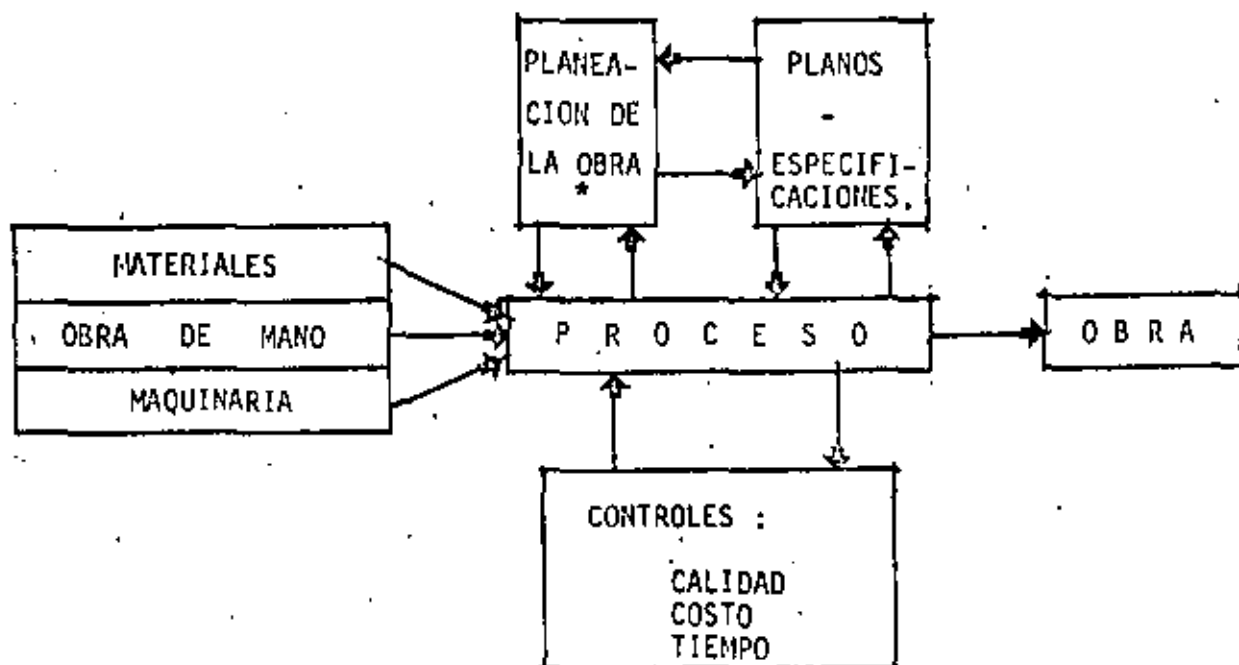 PLANEA-
CION DE
LA OBRA
*
PLANOS
-
ESPECIFI-
CACIONES.
MATERIALES
OBRA DE MANO
MAQUINARIA
P R O C E S O
O B R A .
CONTROLES :
CALIDAD
COSTO
TIEMPO